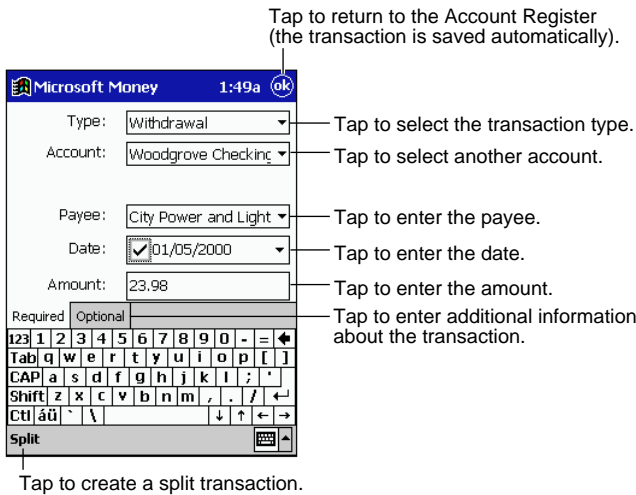 Tap to return to the Account Register
(the transaction is saved automatically).
Microsoft Money 1:49a ok
Type: Withdrawal
Tap to select the transaction type.
Account: Woodgrove Checking
Tap to select another account.
Payee: City Power and Light
Tap to enter the payee.
Date: 01/05/2000
Tap to enter the date.
Amount: 23.98
Tap to enter the amount.
Required Optional
Tap to enter additional information
about the transaction.
123 1 2 3 4 5 6 7 8 9 0 - =
Tab q w e r t y u i o p [ ]
CAP a s d f g h j k l ; '
Shift z x c v b n m , . /
Ctl áü ` \ ↓ ↑ ← →
Split
Tap to create a split transaction.